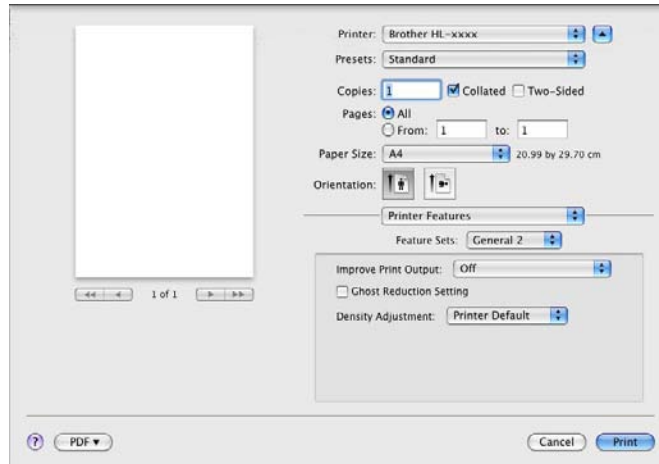 Printer: Brother HL-xxxx
Presets: Standard
Copies: 1 Collated Two-Sided
Pages: All
From: 1 to: 1
Paper Size: A4 20.99 by 29.70 cm
Orientation:
Printer Features
Feature Sets: General 2
Improve Print Output: Off
Ghost Reduction Setting
Density Adjustment: Printer Default
1 of 1
? PDF Cancel Print